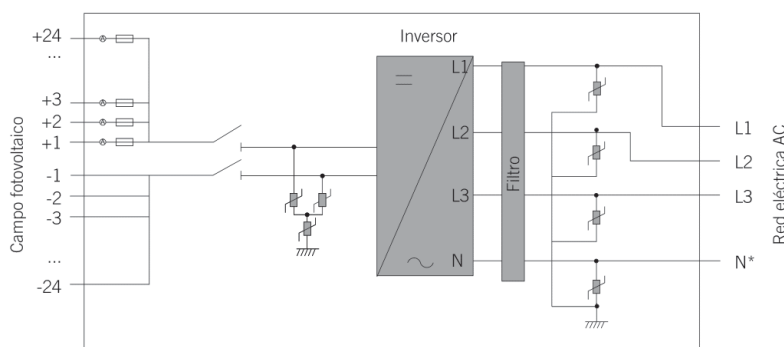 Inversor
+24
...
+3
+2
+1
-1
-2
-3
...
-24
Campo fotovoltaico
L1
L2
L3
N
Filtro
L1
L2
L3
N*
Red eléctrica AC